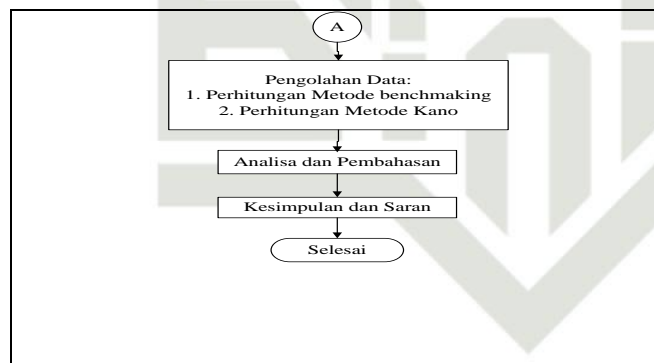 A
Pengolahan Data:
1. Perhitungan Metode benchmaking
2. Perhitungan Metode Kano
Analisa dan Pembahasan
Kesimpulan dan Saran
Selesai